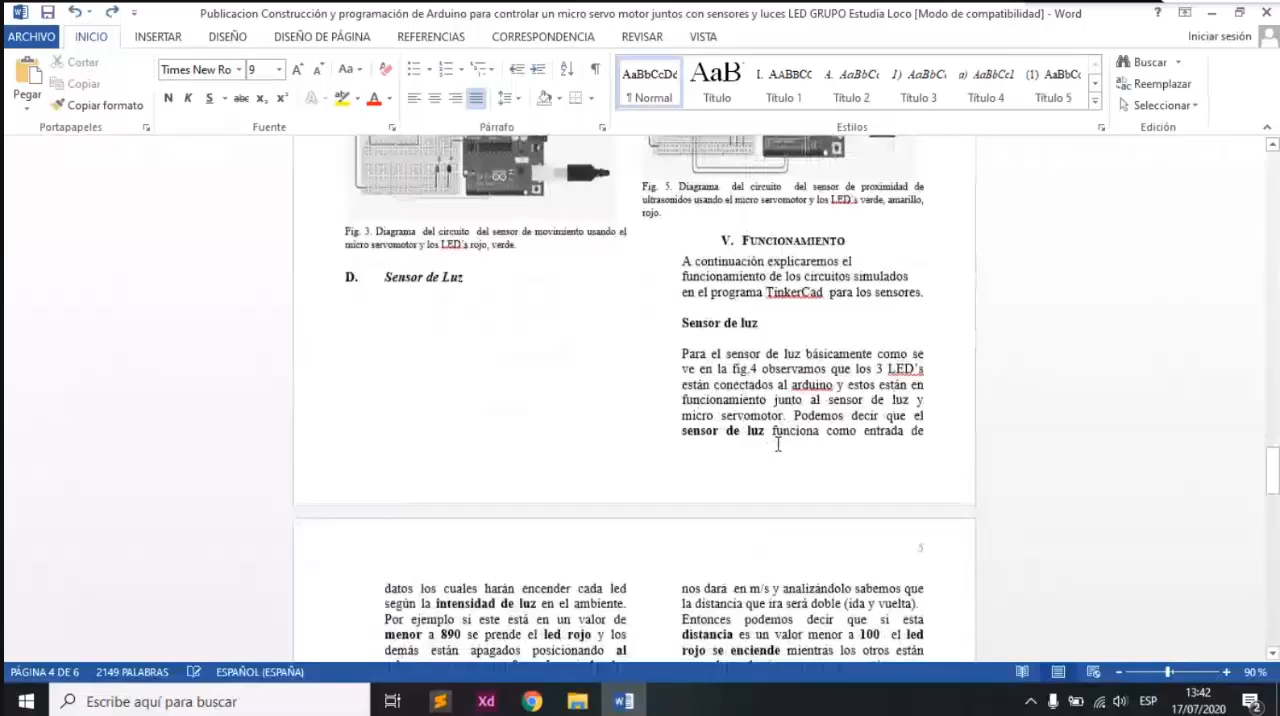 Publicacion Construcción y programación de Arduino para controlar un micro servo motor juntos con sensores y luces LED GRUPO Estudia Loco [Modo de compatibilidad] - Word
ARCHIVO INICIO INSERTAR DISEÑO DISEÑO DE PÁGINA REFERENCIAS CORRESPONDENCIA REVISAR VISTA Iniciar sesión
Pegar
Cortar
Copiar
Copiar formato
Portapapeles
Times New Ro 9
N K S abc x₂ x²
Fuente
Párrafo
AaBbCcDd AaB I. AABBC A. AaBbC 1) AaBbC a) AaBbCc1 (1) AaBbC
¶ Normal Título Título 1 Título 2 Título 3 Título 4 Título 5
Estilos
Buscar
Reemplazar
Seleccionar
Edición
Fig. 3. Diagrama del circuito del sensor de movimiento usando el
micro servomotor y los LED's rojo, verde.
D. Sensor de Luz
Fig. 5. Diagrama del circuito del sensor de proximidad de
ultrasonidos usando el micro servomotor y los LED's verde, amarillo,
rojo.
V. FUNCIONAMIENTO
A continuación explicaremos el
funcionamiento de los circuitos simulados
en el programa TinkerCad para los sensores.
Sensor de luz
Para el sensor de luz básicamente como se
ve en la fig.4 observamos que los 3 LED's
están conectados al arduino y estos están en
funcionamiento junto al sensor de luz y
micro servomotor. Podemos decir que el
sensor de luz funciona como entrada de
5
datos los cuales harán encender cada led
según la intensidad de luz en el ambiente.
Por ejemplo si este está en un valor de
menor a 890 se prende el led rojo y los
demás están apagados posicionando al
nos dará en m/s y analizándolo sabemos que
la distancia que ira será doble (ida y vuelta).
Entonces podemos decir que si esta
distancia es un valor menor a 100 el led
rojo se enciende mientras los otros están
PÁGINA 4 DE 6 2149 PALABRAS ESPAÑOL (ESPAÑA) 90 %
Escribe aquí para buscar
ESP
13:42
17/07/2020
2